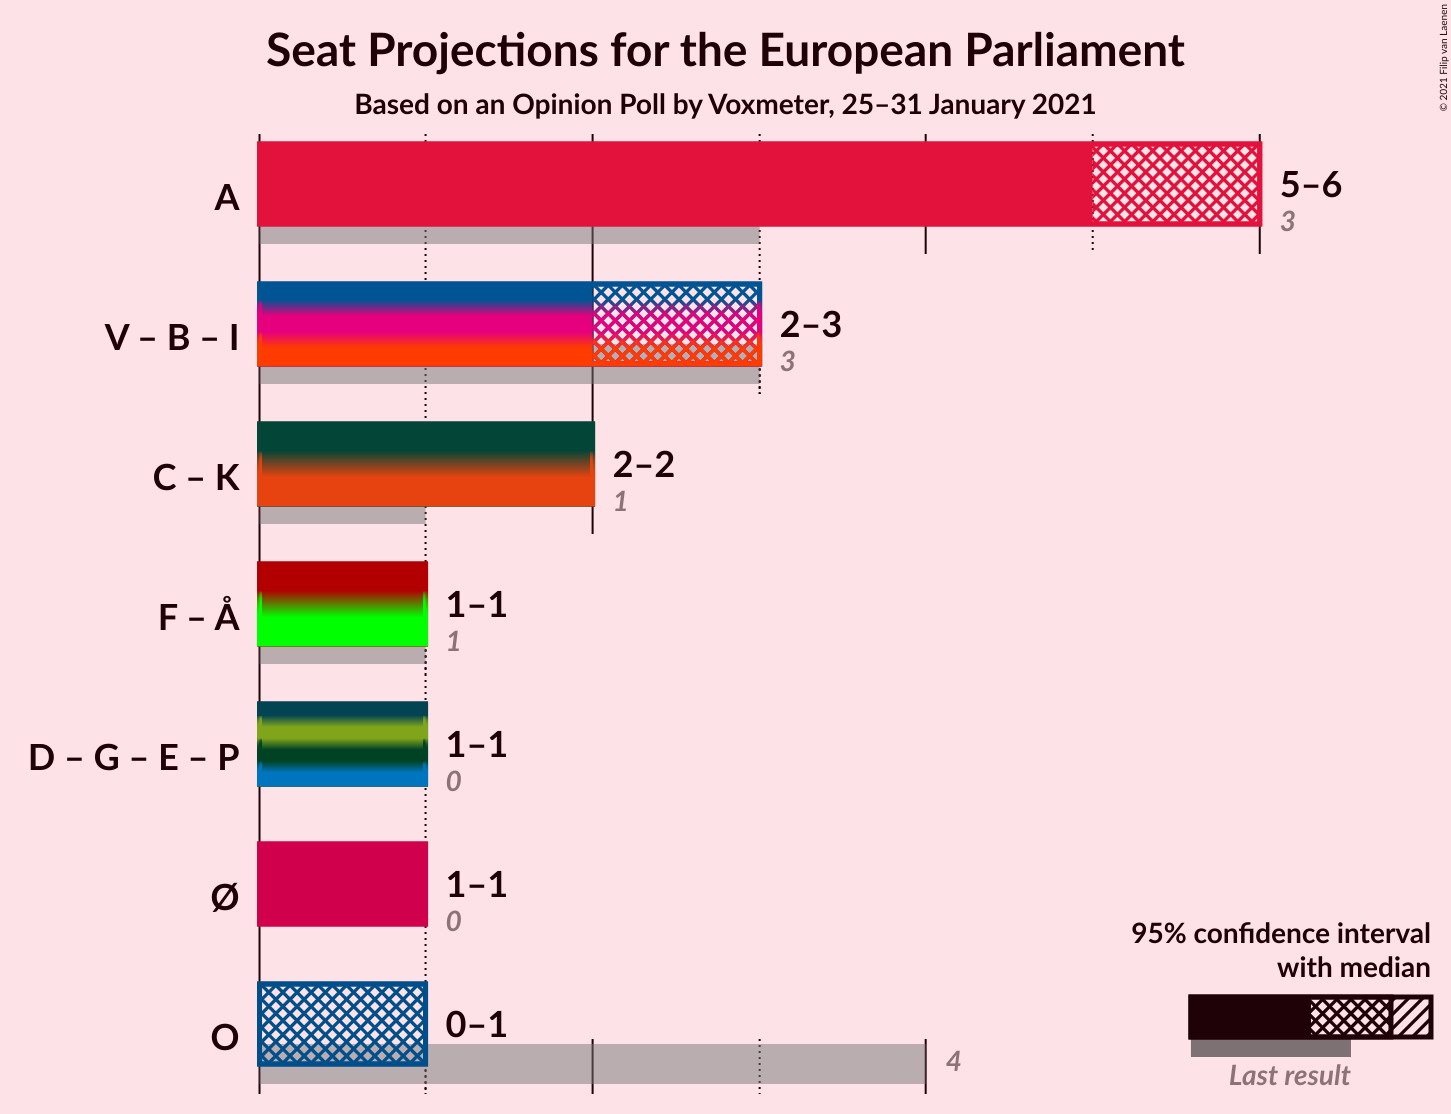 Seat Projections for the European Parliament
Based on an Opinion Poll by Voxmeter, 25–31 January 2021
© 2021 Filip van Laenen
A
5–6
3
V – B – I
2–3
3
C – K
2–2
1
F – Å
1–1
1
D – G – E – P
1–1
0
Ø
1–1
0
O
0–1
4
95% confidence interval
with median
Last result